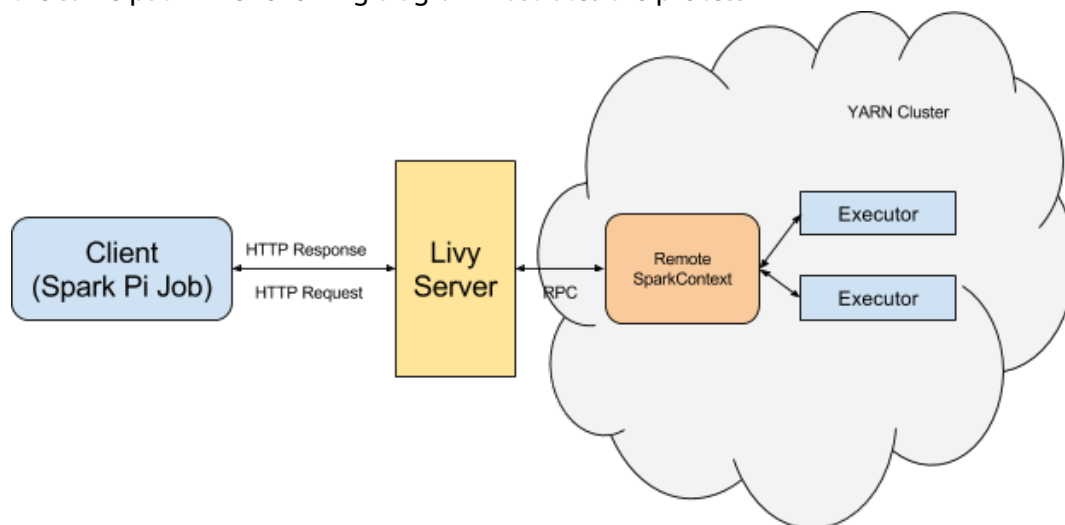 YARN Cluster
Client
(Spark Pi Job)
HTTP Response
HTTP Request
Livy
Server
RPC
Remote
SparkContext
Executor
Executor